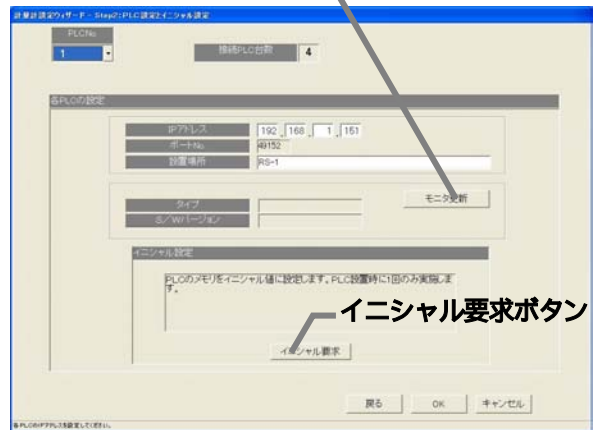 計量計設定ウィザード - Step2:PLC設定とイニシャル設定
PLCNo
1
接続PLC台数 4
各PLCの設定
IPアドレス 192 . 168 . 1 . 151
ポートNo 49152
設置場所 RS-1
タイプ
モニタ更新
S/Wバージョン
イニシャル設定
PLCのメモリをイニシャル値に設定します。PLC設置時に1回のみ実施しま
す。
イニシャル要求ボタン
イニシャル要求
戻る OK キャンセル
各PLCのIPアドレスを設定してください。